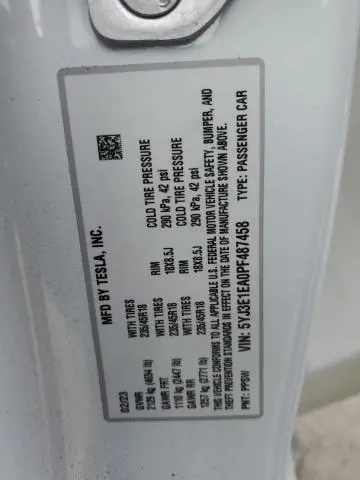 MFD BY TESLA, INC.
02/23
GVWR
2129 kg (4694 lb)
GAWR FRT
1110 kg (2447 lb)
GAWR RR
1257 kg (2771 lb)
WITH TIRES
235/45R18
WITH TIRES
235/45R18
WITH TIRES
235/45R18
RIM
18X8.5J
RIM
18X8.5J
COLD TIRE PRESSURE
290 kPa, 42 psi
COLD TIRE PRESSURE
290 kPa, 42 psi
THIS VEHICLE CONFORMS TO ALL APPLICABLE U.S. FEDERAL MOTOR VEHICLE SAFETY, BUMPER, AND
THEFT PREVENTION STANDARDS IN EFFECT ON THE DATE OF MANUFACTURE SHOWN ABOVE.
VIN: 5YJ3E1EA0PF487458
TYPE: PASSENGER CAR
PNT: PPSW